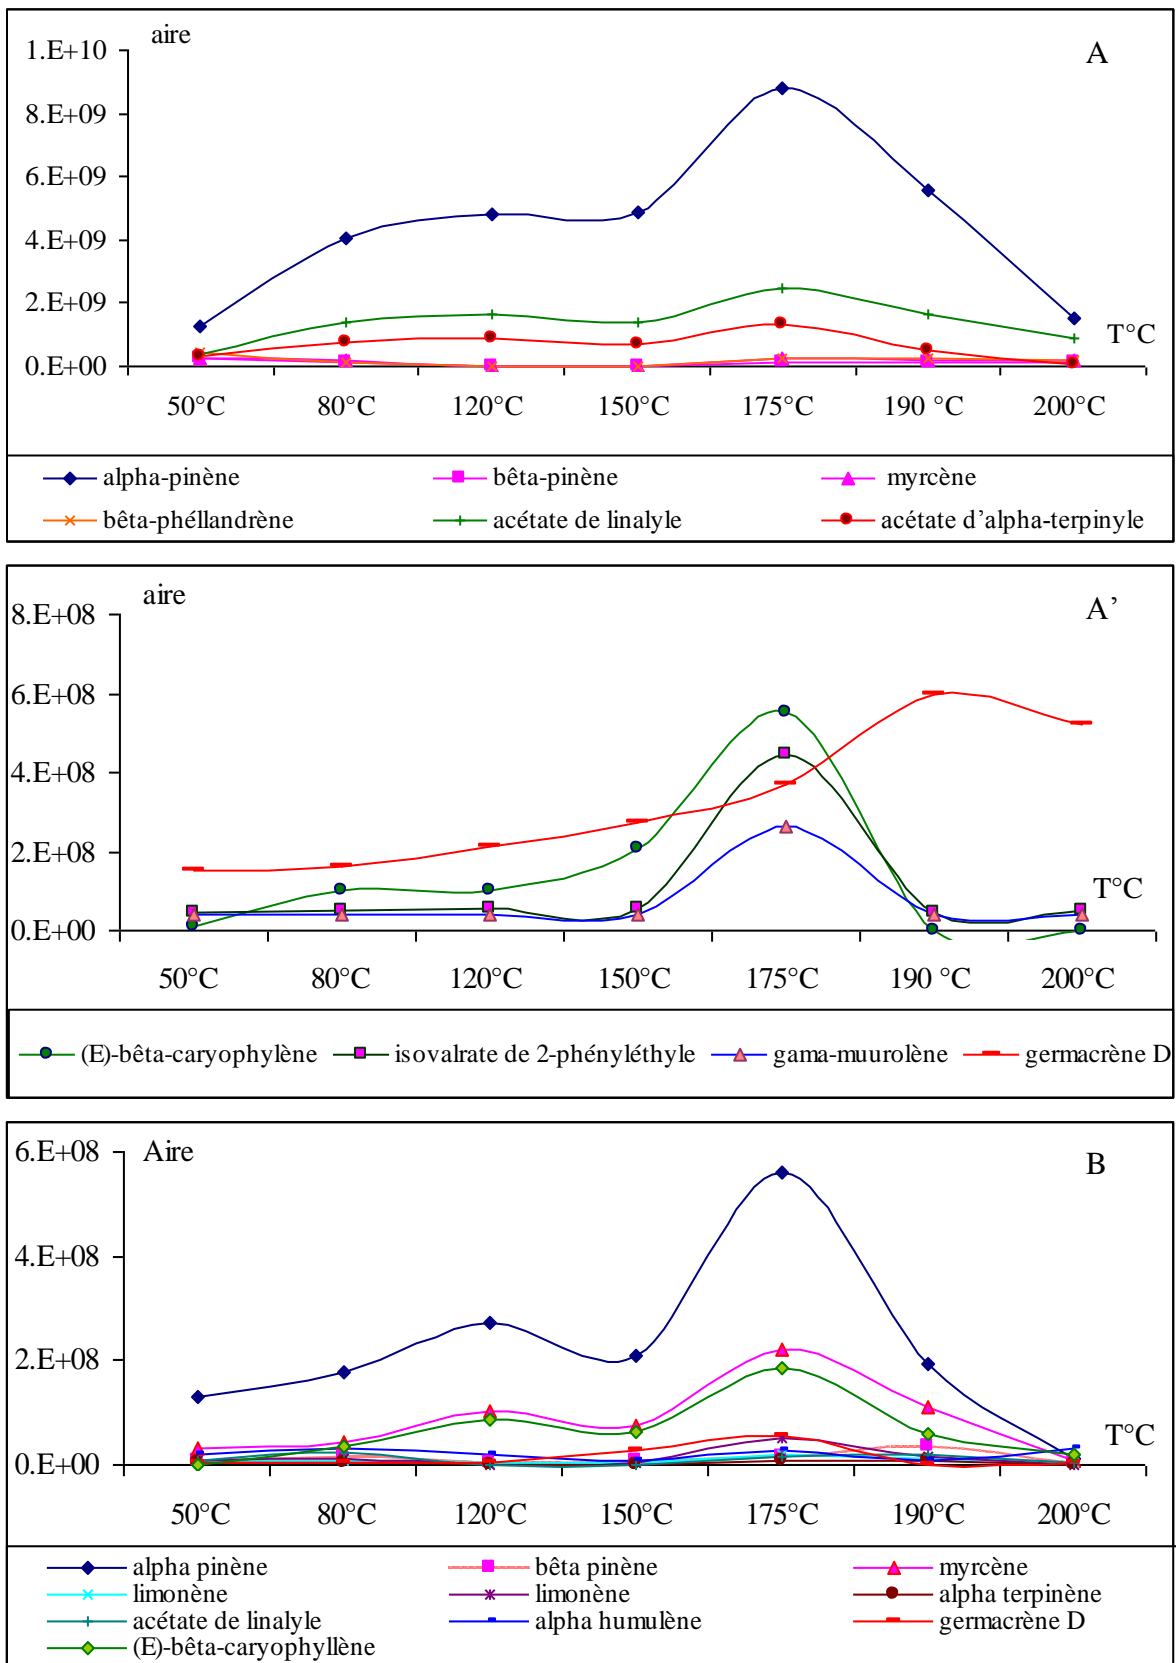 aire
A
1.E+10
8.E+09
6.E+09
4.E+09
2.E+09
0.E+00
T°C
50°C 80°C 120°C 150°C 175°C 190 °C 200°C
alpha-pinène bêta-pinène myrcène
bêta-phéllandrène acétate de linalyle acétate d’alpha-terpinyle
aire
A’
8.E+08
6.E+08
4.E+08
2.E+08
0.E+00
T°C
50°C 80°C 120°C 150°C 175°C 190 °C 200°C
(E)-bêta-caryophylène isovalrate de 2-phényléthyle gama-muurolène germacrène D
Aire
B
6.E+08
4.E+08
2.E+08
0.E+00
T°C
50°C 80°C 120°C 150°C 175°C 190°C 200°C
alpha pinène bêta pinène myrcène
limonène limonène alpha terpinène
acétate de linalyle alpha humulène germacrène D
(E)-bêta-caryophyllène